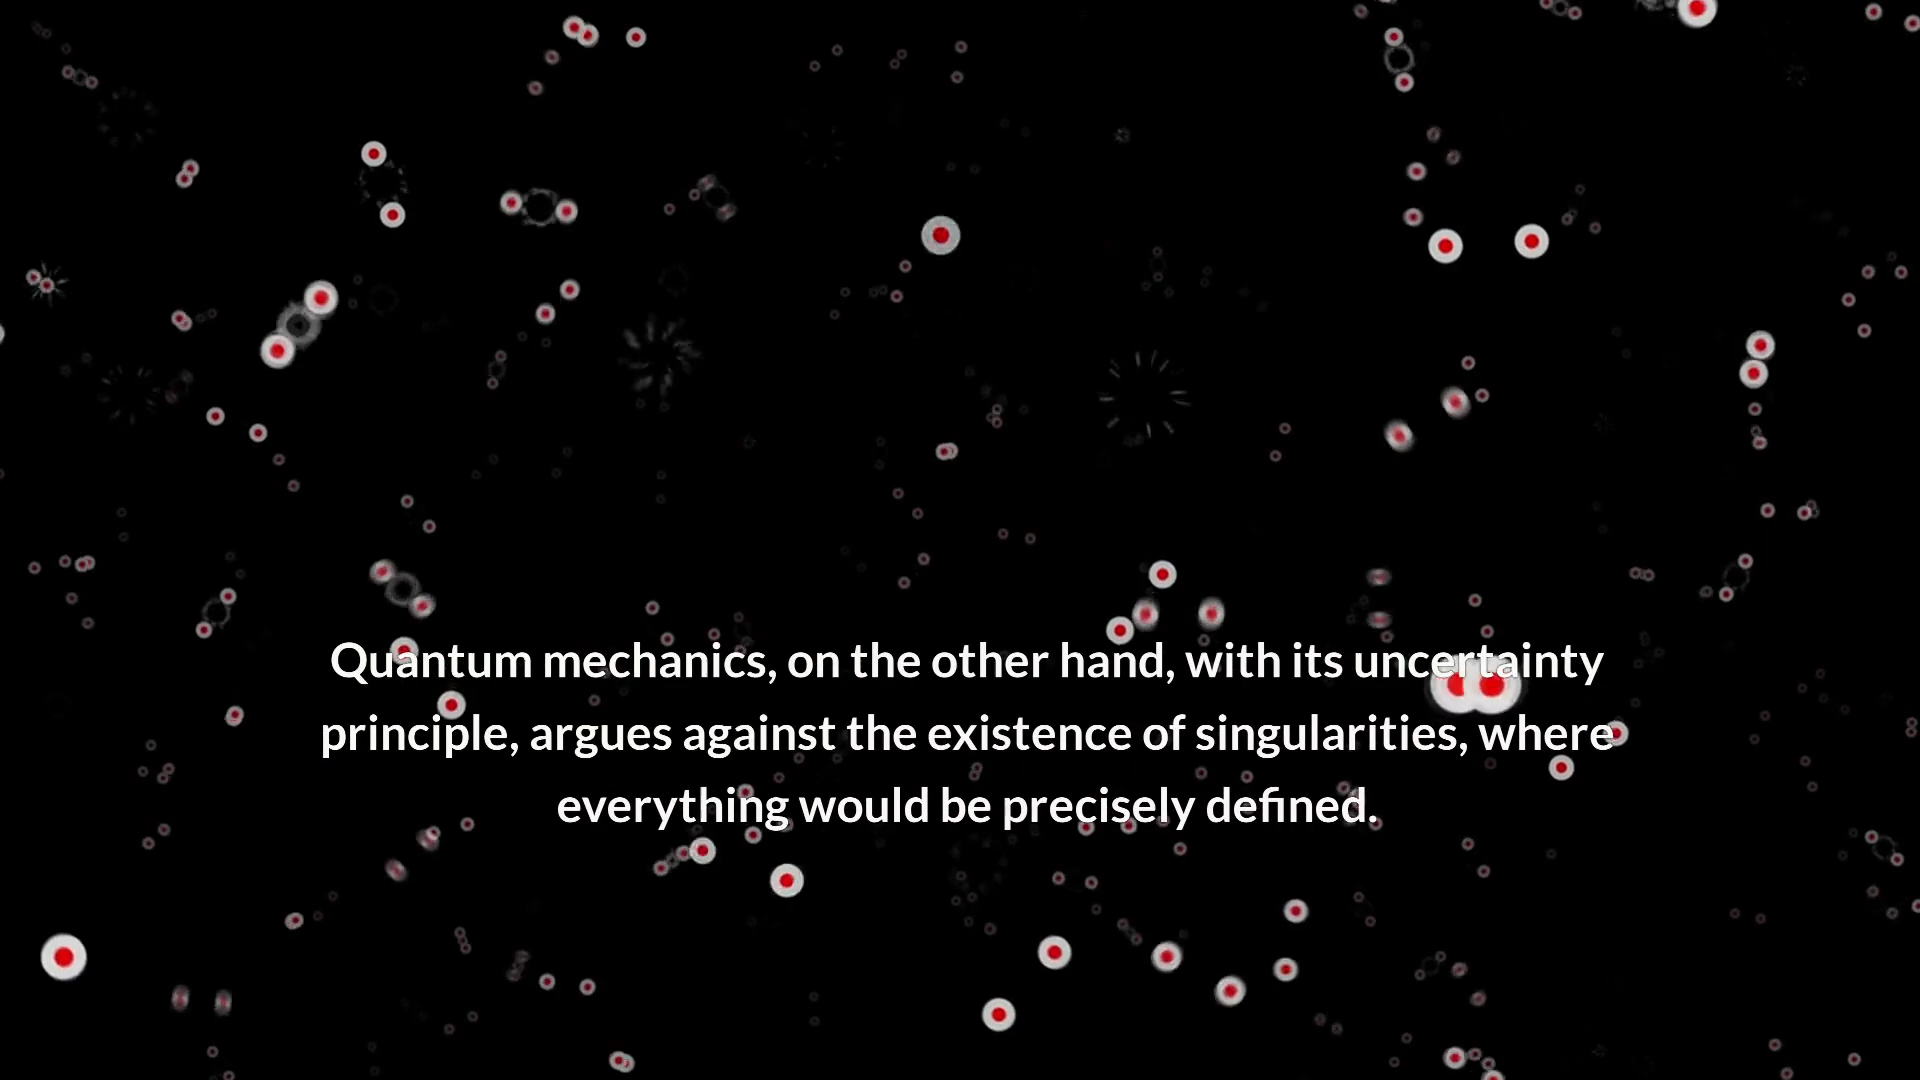 Quantum mechanics, on the other hand, with its uncertainty
principle, argues against the existence of singularities, where
everything would be precisely defined.